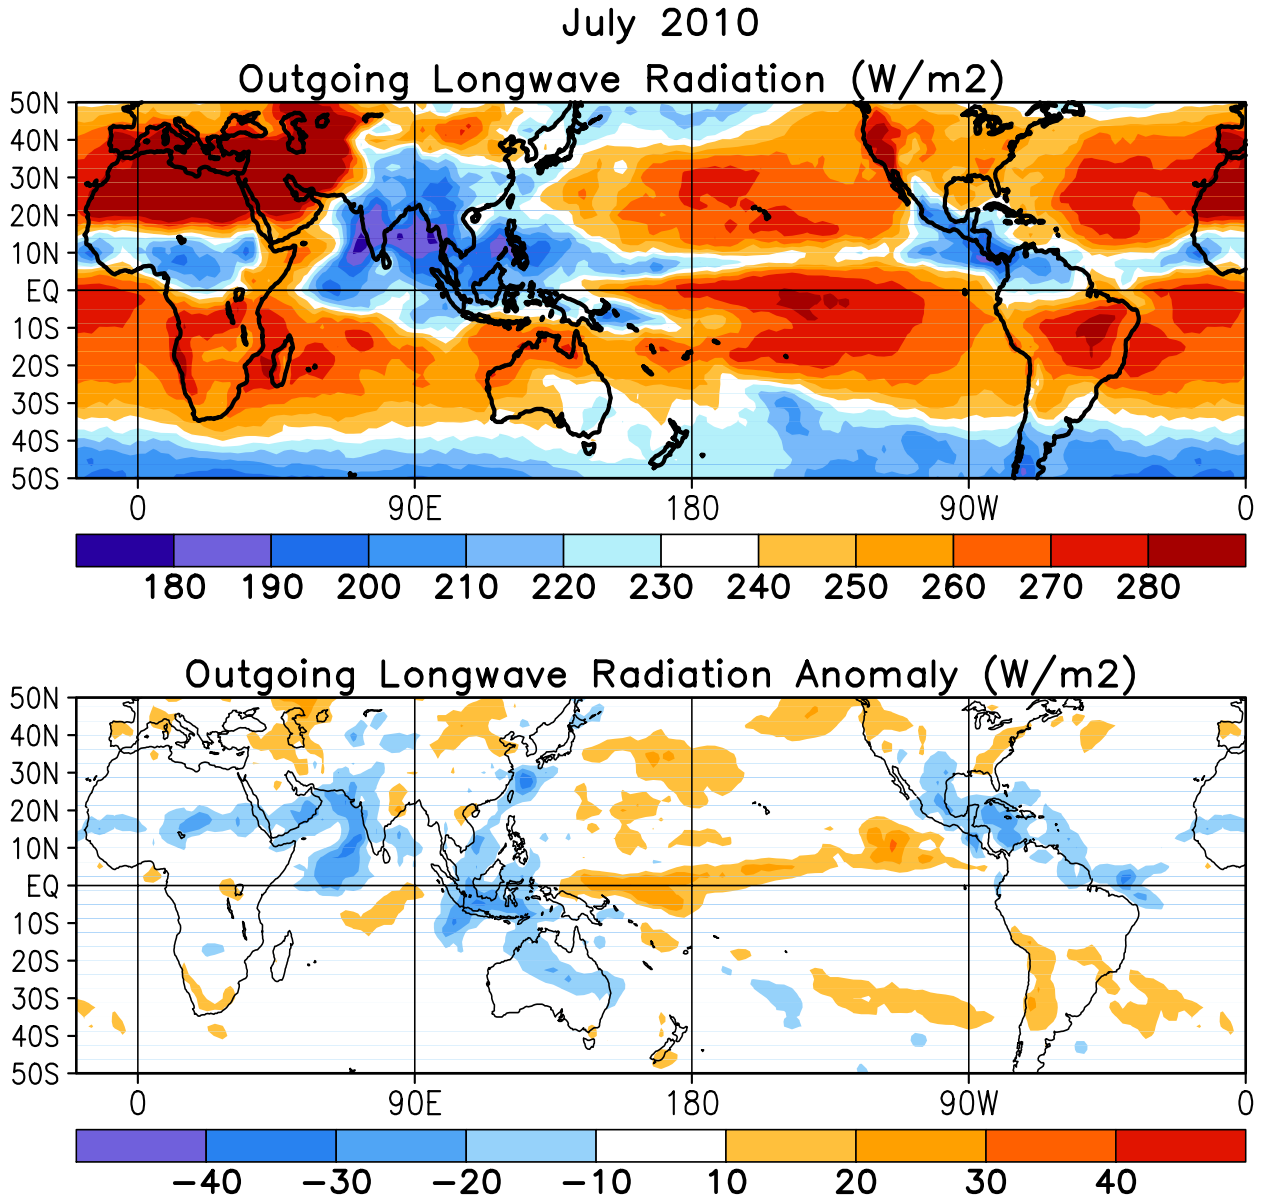 July 2010
Outgoing Longwave Radiation (W/m2)
50N
40N
30N
20N
10N
EQ
10S
20S
30S
40S
50S
0 90E 180 90W 0
180 190 200 210 220 230 240 250 260 270 280
Outgoing Longwave Radiation Anomaly (W/m2)
50N
40N
30N
20N
10N
EQ
10S
20S
30S
40S
50S
0 90E 180 90W 0
−40 −30 −20 −10 10 20 30 40